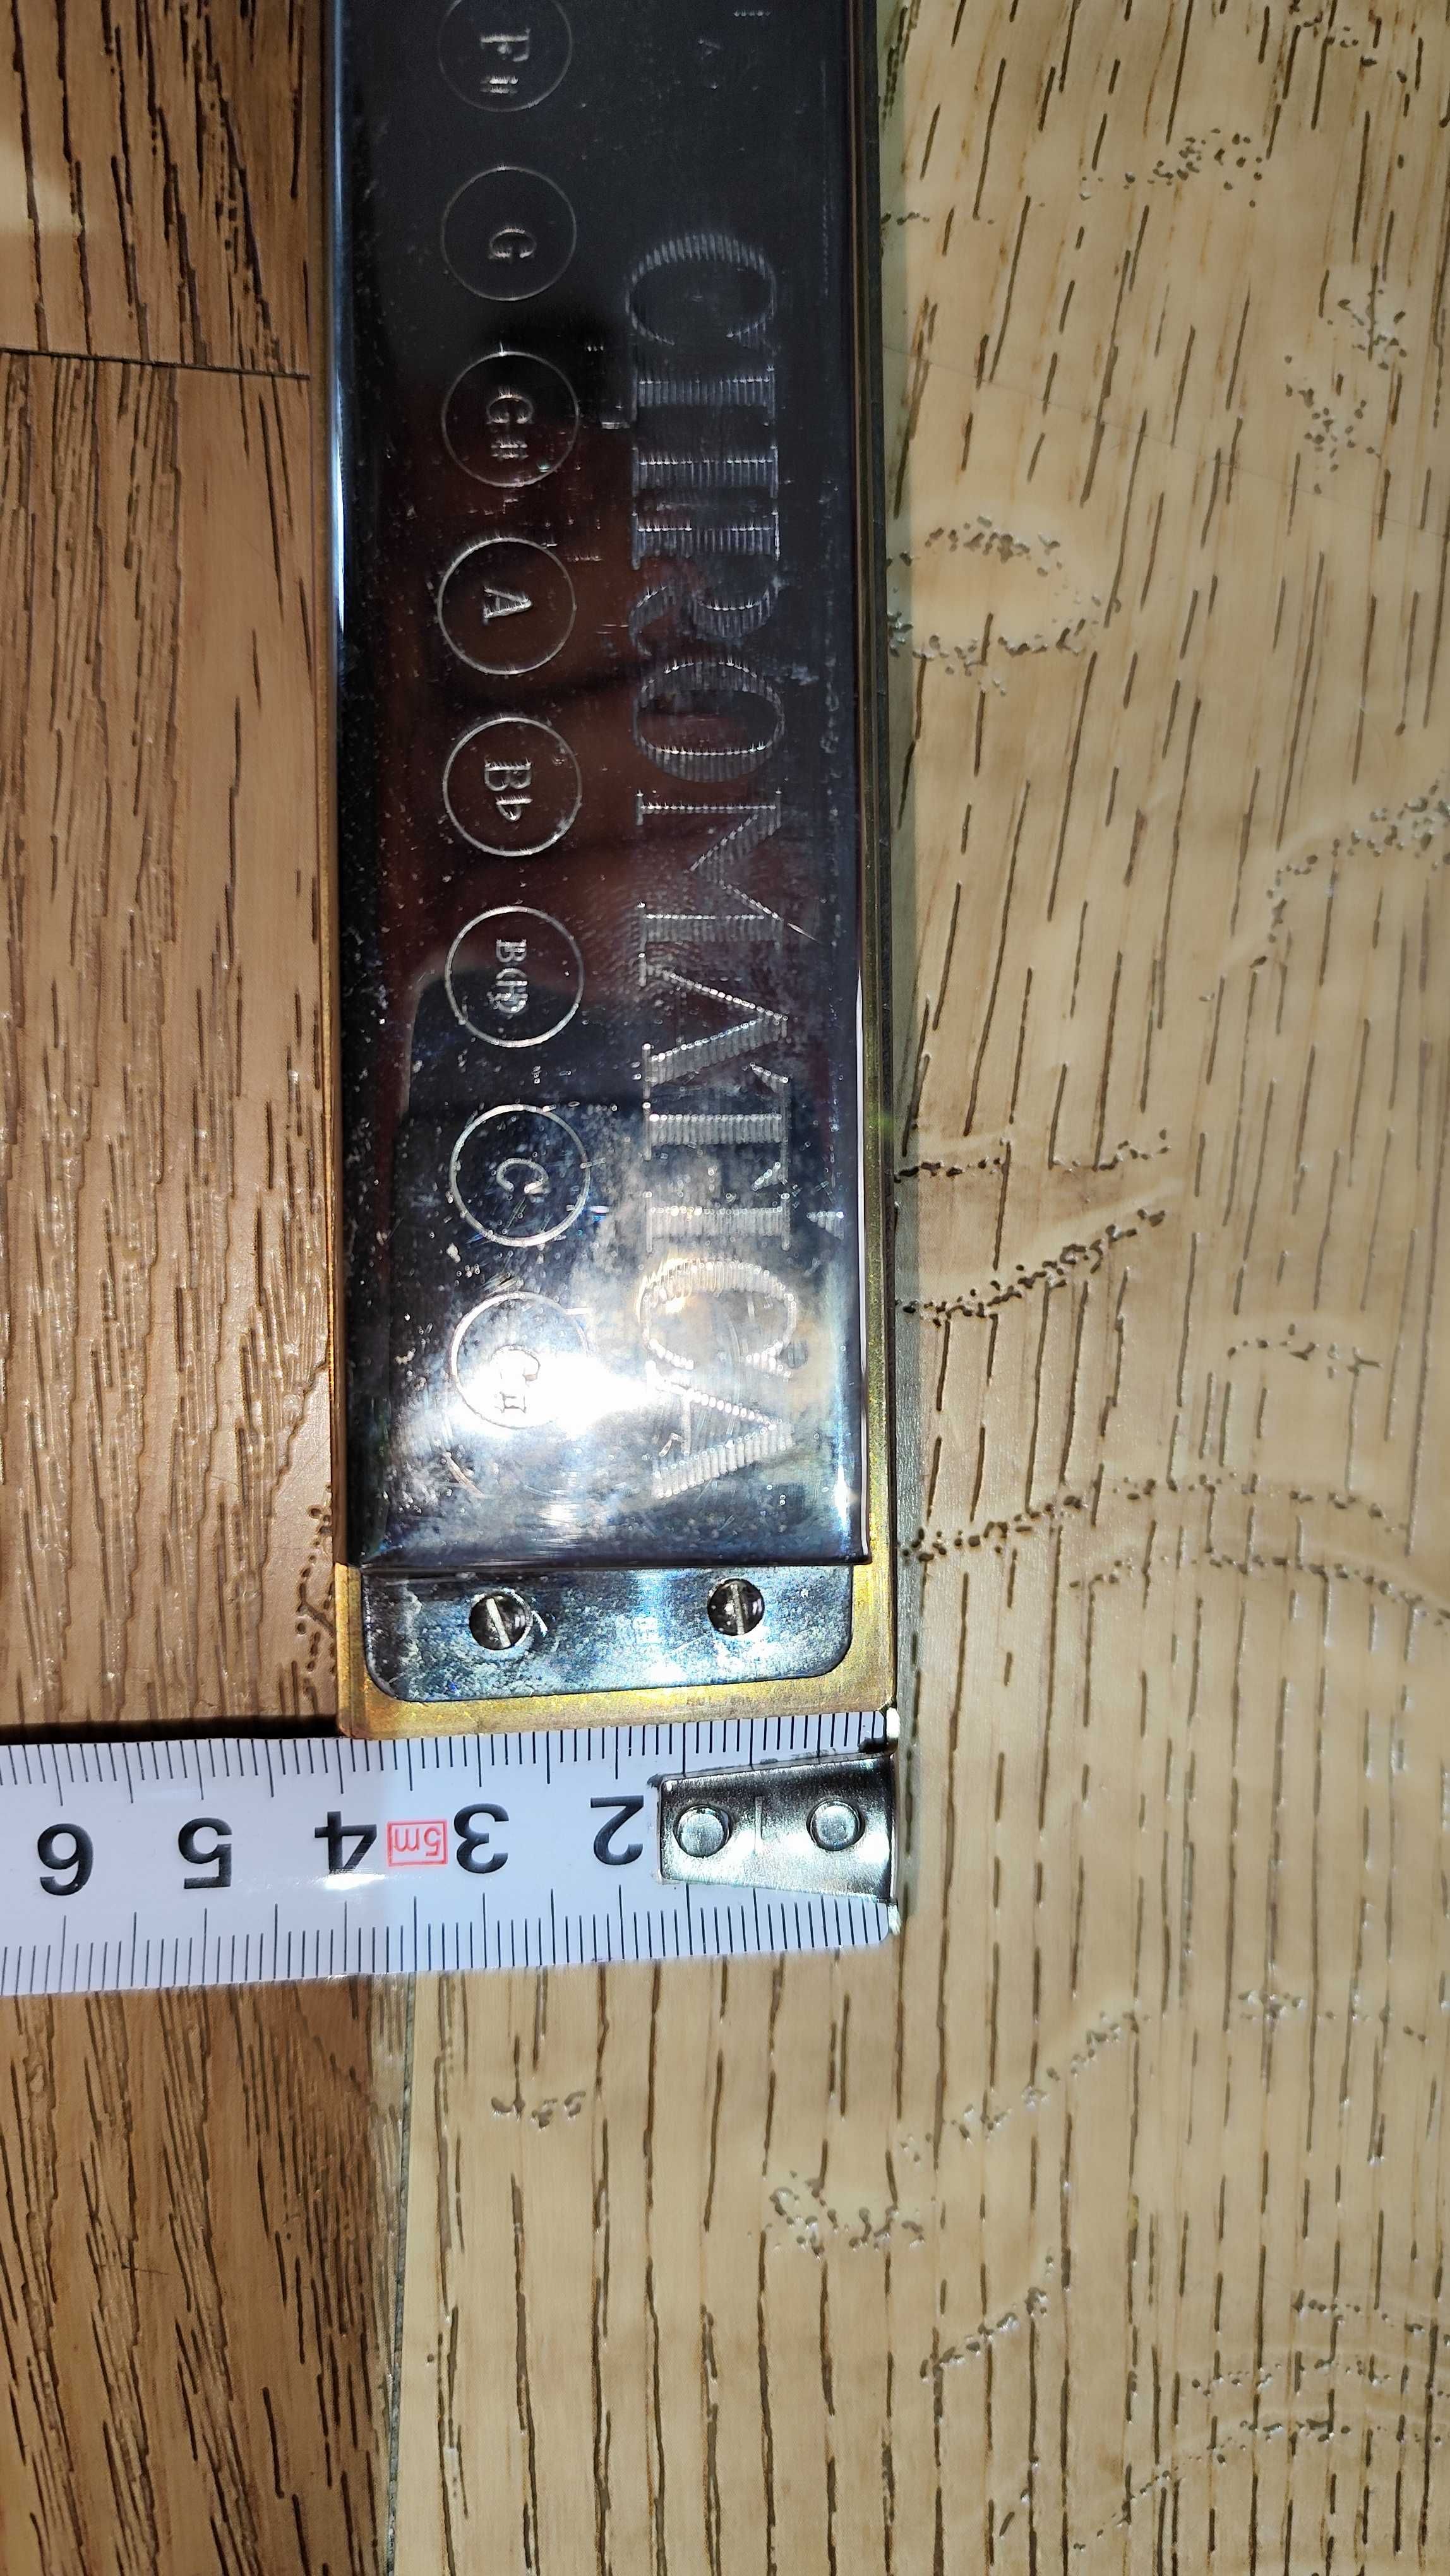 CHROMATICA
F# G G# A B♭ B(H) C C#
2 3 5m 4 5 6